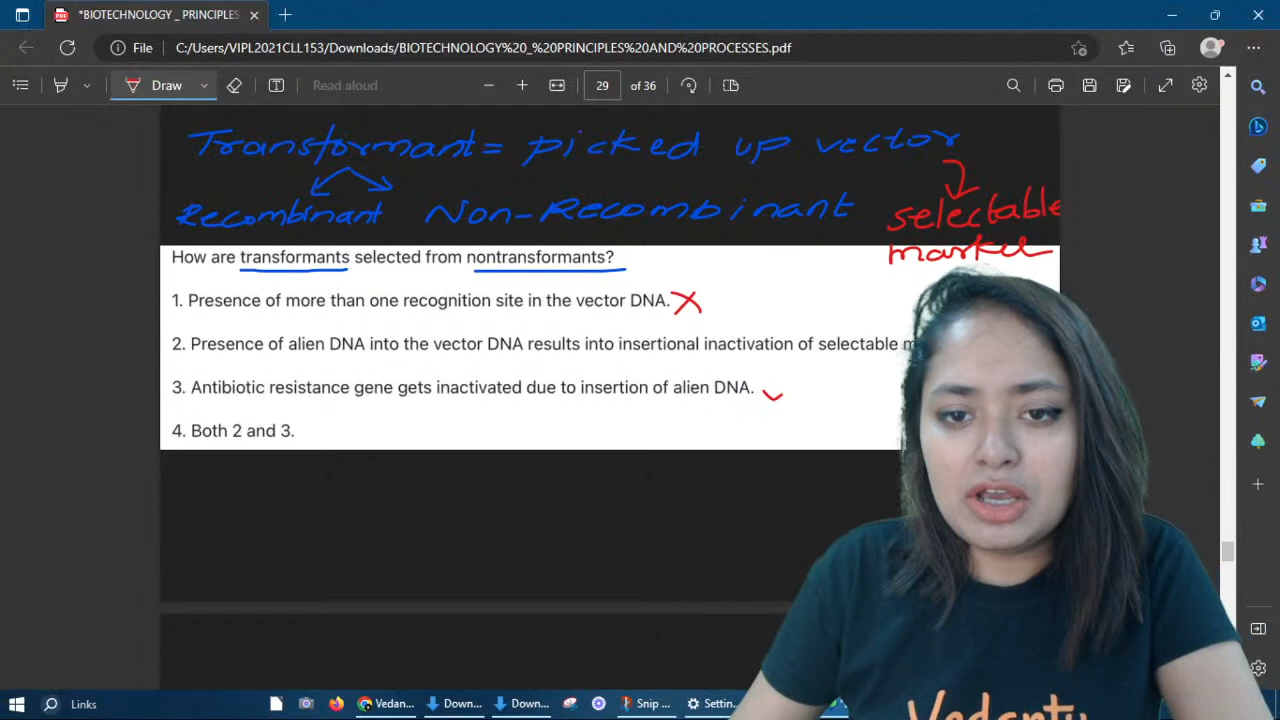 *BIOTECHNOLOGY _ PRINCIPLES
File C:/Users/VIPL2021CLL153/Downloads/BIOTECHNOLOGY%20_%20PRINCIPLES%20AND%20PROCESSES.pdf
Draw Read aloud 29 of 36
Transformant = picked up vector
Recombinant Non-Recombinant selectable
marker
How are transformants selected from nontransformants?
1. Presence of more than one recognition site in the vector DNA.
2. Presence of alien DNA into the vector DNA results into insertional inactivation of selectable m
3. Antibiotic resistance gene gets inactivated due to insertion of alien DNA.
4. Both 2 and 3.
Vedantu
Links Vedan... Down... Down... Snip ... Settin...